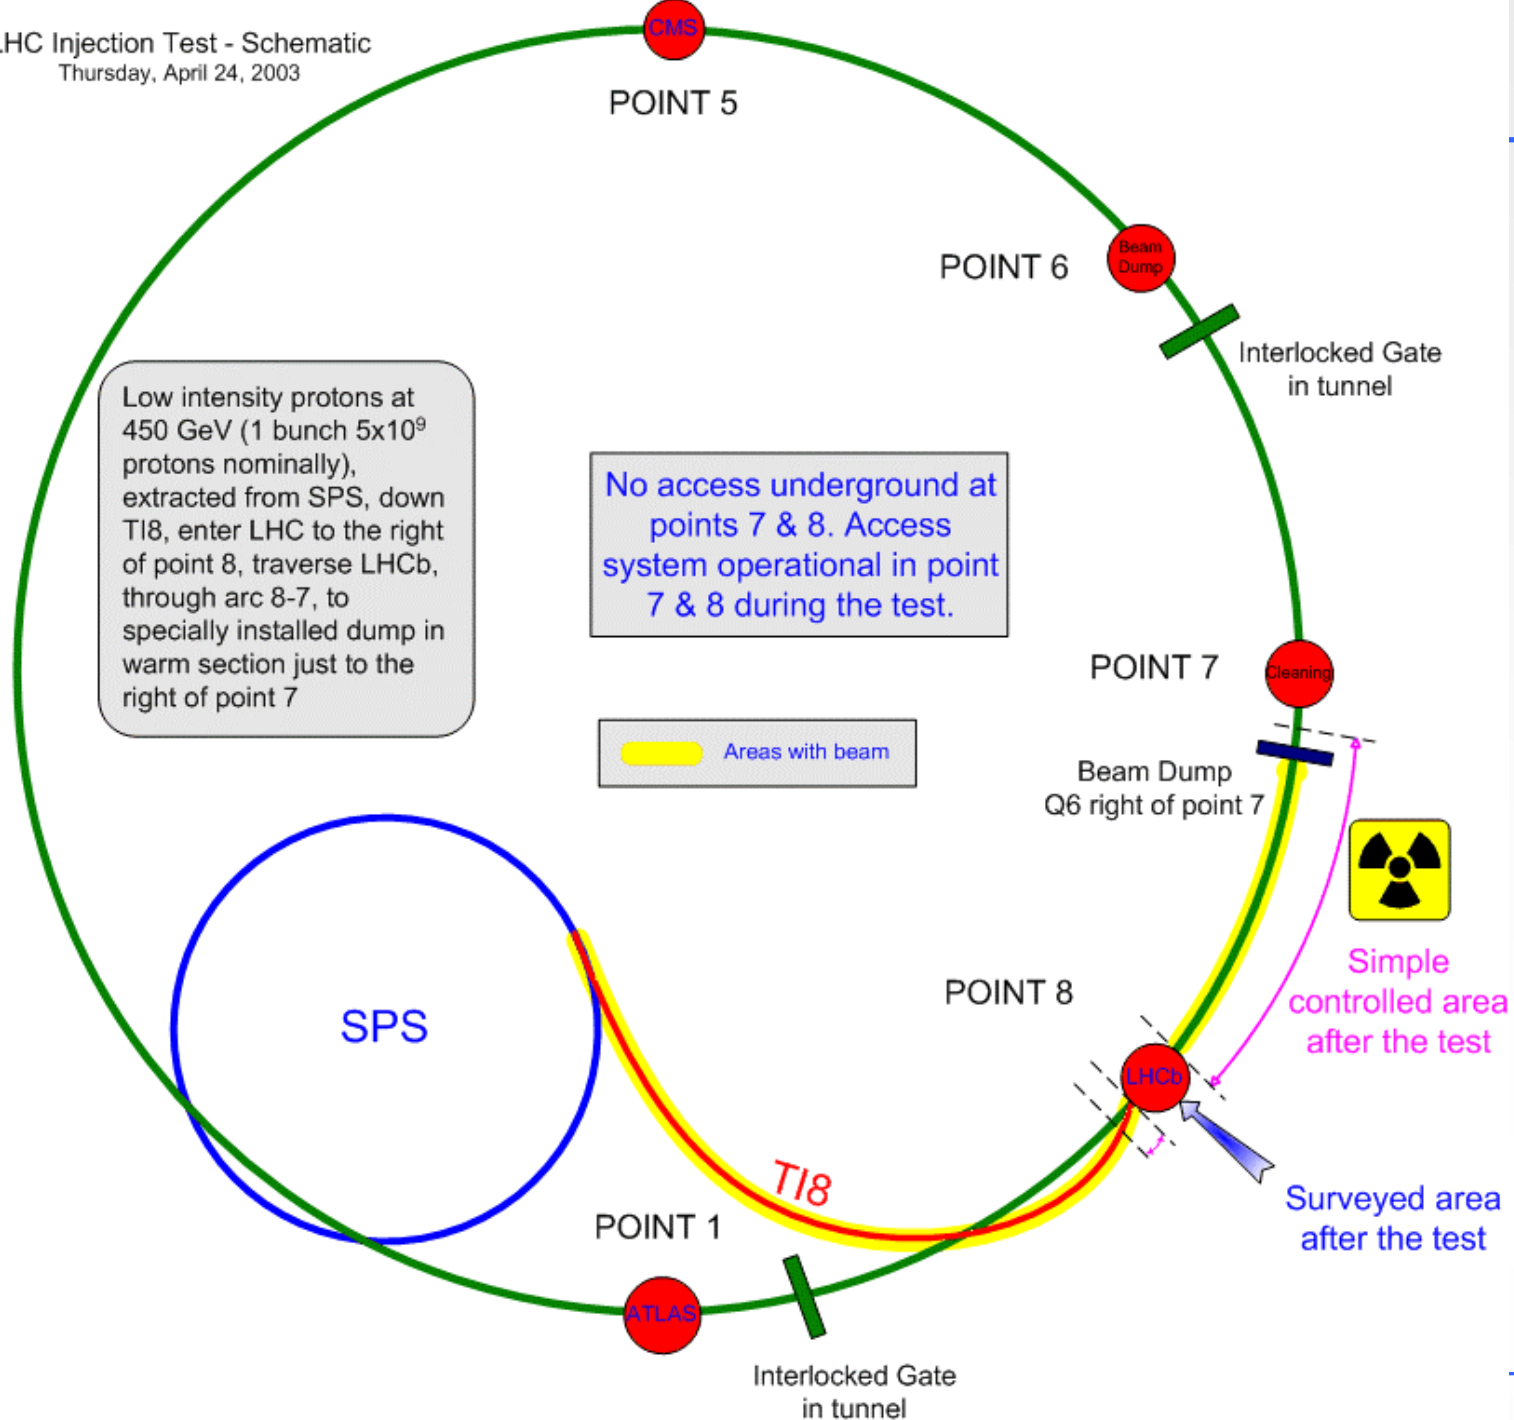 LHC Injection Test - Schematic
Thursday, April 24, 2003
CMS
POINT 5
POINT 6
Beam
Dump
Interlocked Gate
in tunnel
Low intensity protons at
450 GeV (1 bunch 5x10⁹
protons nominally),
extracted from SPS, down
TI8, enter LHC to the right
of point 8, traverse LHCb,
through arc 8-7, to
specially installed dump in
warm section just to the
right of point 7
No access underground at
points 7 & 8. Access
system operational in point
7 & 8 during the test.
POINT 7
Cleaning
Areas with beam
Beam Dump
Q6 right of point 7
Simple
controlled area
after the test
SPS
POINT 8
LHCb
TI8
Surveyed area
after the test
POINT 1
ATLAS
Interlocked Gate
in tunnel